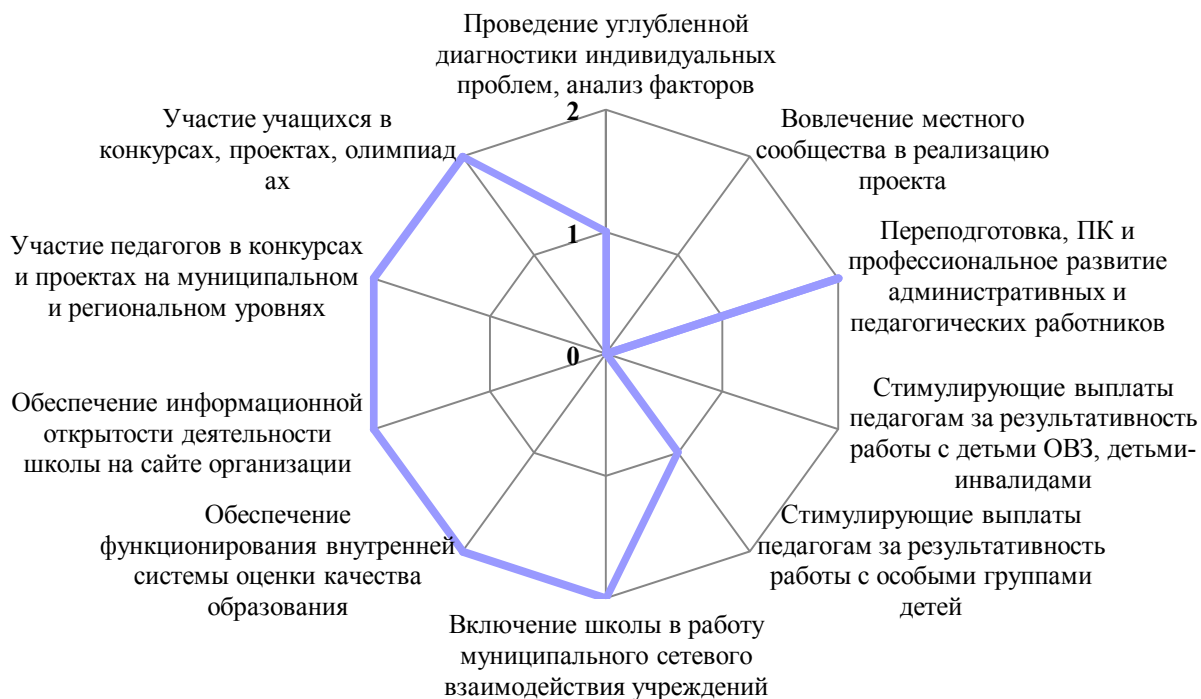 Проведение углубленной
диагностики индивидуальных
проблем, анализ факторов
2
Вовлечение местного
сообщества в реализацию
проекта
Переподготовка, ПК и
профессиональное развитие
административных и
педагогических работников
Стимулирующие выплаты
педагогам за результативность
работы с детьми ОВЗ, детьми-
инвалидами
Стимулирующие выплаты
педагогам за результативность
работы с особыми группами
детей
Включение школы в работу
муниципального сетевого
взаимодействия учреждений
Обеспечение
функционирования внутренней
системы оценки качества
образования
Обеспечение информационной
открытости деятельности
школы на сайте организации
Участие педагогов в конкурсах
и проектах на муниципальном
и региональном уровнях
Участие учащихся в
конкурсах, проектах, олимпиад
ах
1
0